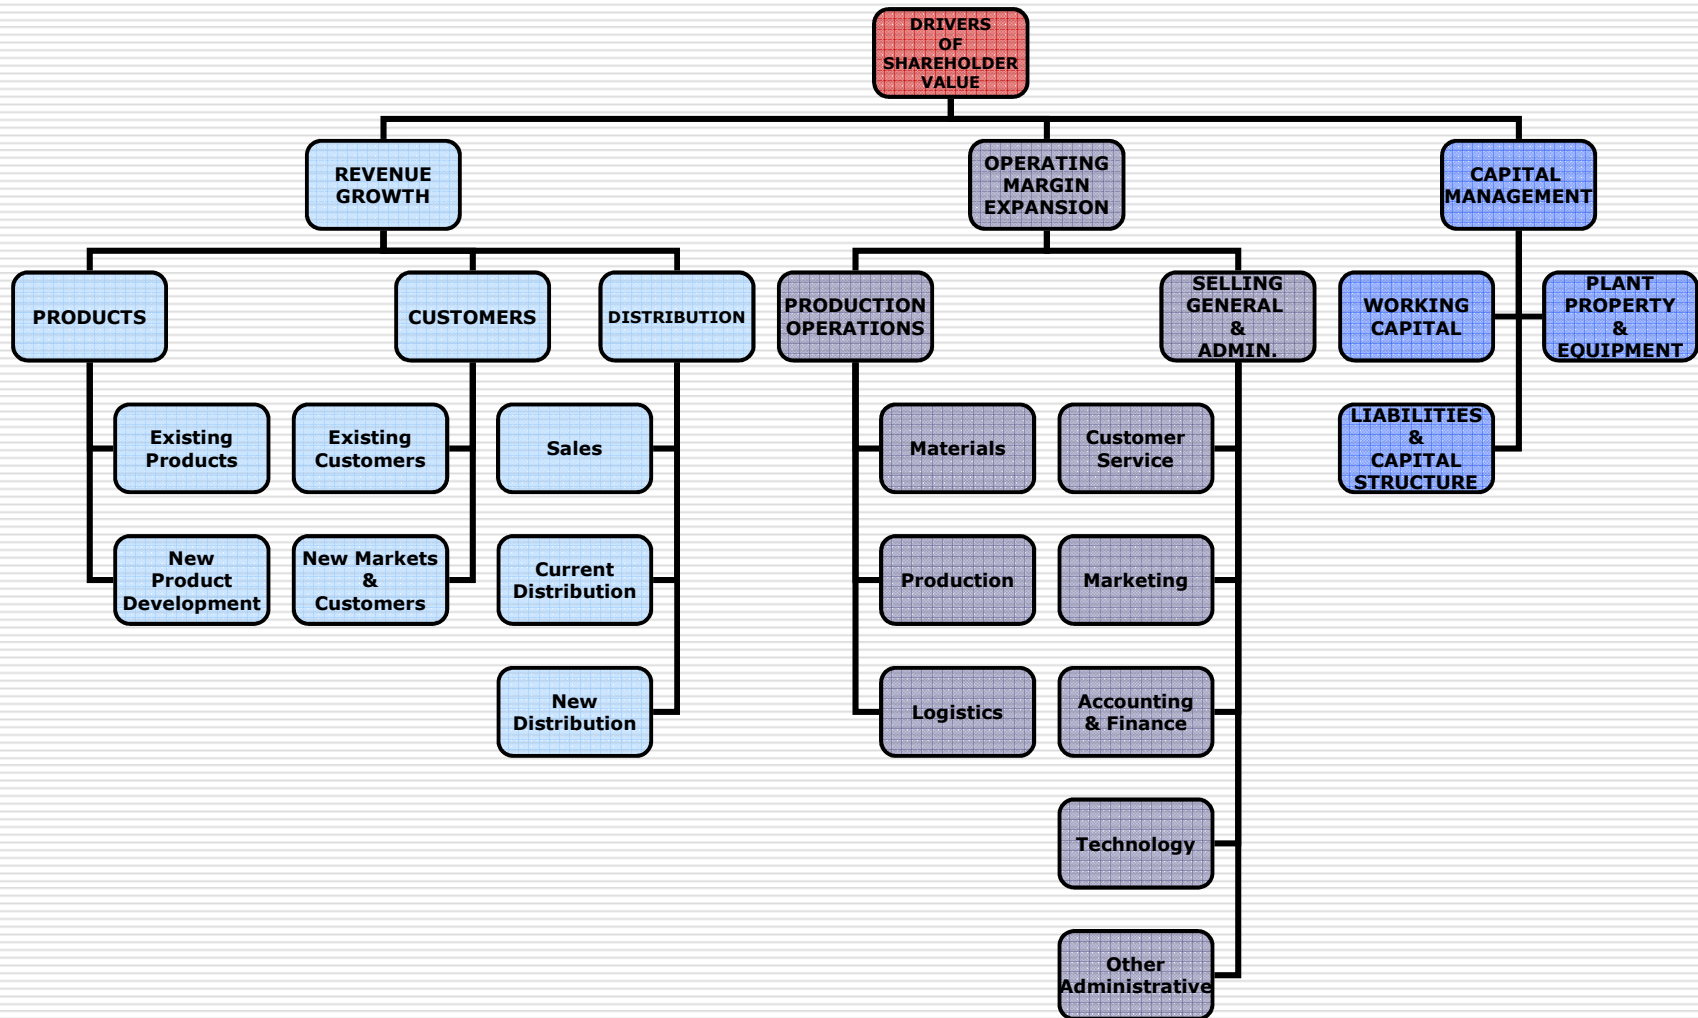 DRIVERS
OF
SHAREHOLDER
VALUE
REVENUE
GROWTH
OPERATING
MARGIN
EXPANSION
CAPITAL
MANAGEMENT
PRODUCTS
CUSTOMERS
DISTRIBUTION
PRODUCTION
OPERATIONS
SELLING
GENERAL
&
ADMIN.
WORKING
CAPITAL
PLANT
PROPERTY
&
EQUIPMENT
Existing
Products
Existing
Customers
Sales
Materials
Customer
Service
LIABILITIES
&
CAPITAL
STRUCTURE
New
Product
Development
New Markets
&
Customers
Current
Distribution
Production
Marketing
New
Distribution
Logistics
Accounting
& Finance
Technology
Other
Administrative